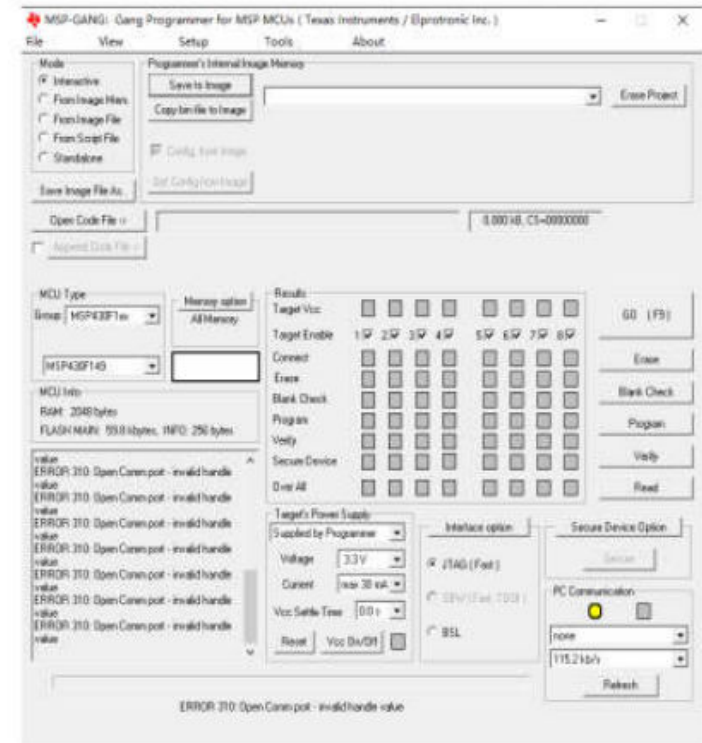 MSP-GANG: Gang Programmer for MSP MCUs ( Texas Instruments / Elprotronic Inc. )
File View Setup Tools About
Mode
Interactive
From Image Mem.
From Image File
From Script File
Standalone
Save Image File As..
Programmer's Internal Image Memory
Save to Image
Copy bin file to Image
Erase Project
Config. from Image
Get Config from Image
Open Code File ->
0.000 kB, CS=00000000
Append Code File ->
MCU Type
Group: MSP430F1xx
MSP430F149
Memory option
All Memory
MCU Info
RAM: 2048 bytes
FLASH MAIN: 59.8 kbytes, INFO: 256 bytes
value
ERROR 310: Open Comm port - invalid handle
value
ERROR 310: Open Comm port - invalid handle
value
ERROR 310: Open Comm port - invalid handle
value
ERROR 310: Open Comm port - invalid handle
value
ERROR 310: Open Comm port - invalid handle
value
ERROR 310: Open Comm port - invalid handle
value
ERROR 310: Open Comm port - invalid handle
value
Results
Target Vcc
Target Enable 1 2 3 4 5 6 7 8
Connect
Erase
Blank Check
Program
Verify
Secure Device
Over All
GO (F9)
Erase
Blank Check
Program
Verify
Read
Target's Power Supply
Supplied by Programmer
Voltage 3.3 V
Current max 30 mA
Vcc Settle Time 0.0 s
Reset Vcc On/Off
Interface option
JTAG ( Fast )
BSL
Secure Device Option
Secure
PC Communication
none
115.2 kb/s
Refresh
ERROR 310: Open Comm port - invalid handle value